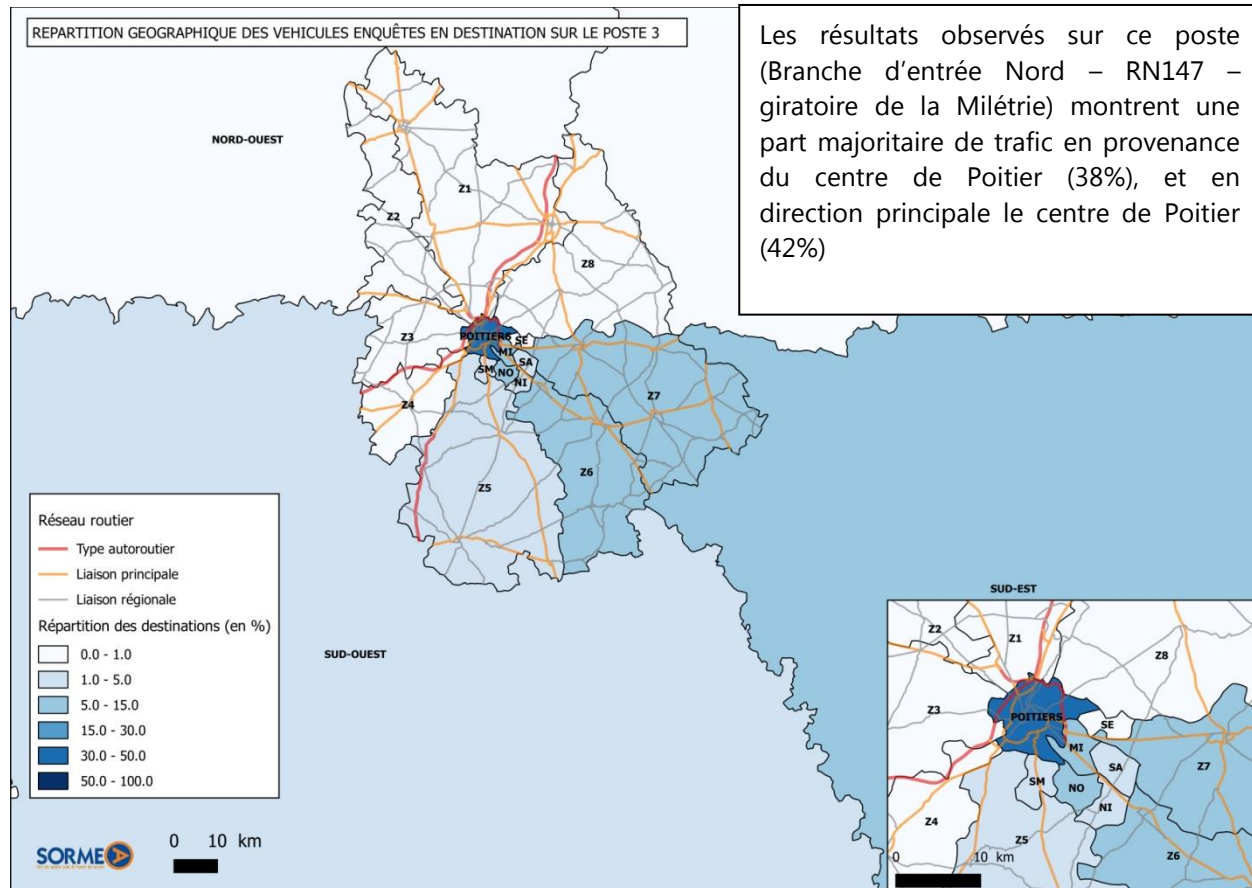 REPARTITION GEOGRAPHIQUE DES VEHICULES ENQUÊTES EN DESTINATION SUR LE POSTE 3
Les résultats observés sur ce poste
(Branche d'entrée Nord – RN147 –
giratoire de la Milétrie) montrent une
part majoritaire de trafic en provenance
du centre de Poitier (38%), et en
direction principale le centre de Poitier
(42%)
NORD-OUEST
Z1
Z2
Z8
Z3
POITIERS
SE
MI
SA
SM
NO
NI
Z4
Z7
Z6
Z5
SUD-OUEST
SUD-EST
Réseau routier
Type autoroutier
Liaison principale
Liaison régionale
Répartition des destinations (en %)
0.0 - 1.0
1.0 - 5.0
5.0 - 15.0
15.0 - 30.0
30.0 - 50.0
50.0 - 100.0
SORMEA
0 10 km
Z2
Z1
Z8
Z3
POITIERS
SE
MI
SA
Z7
SM
NO
NI
Z4
Z5
Z6
0 10 km